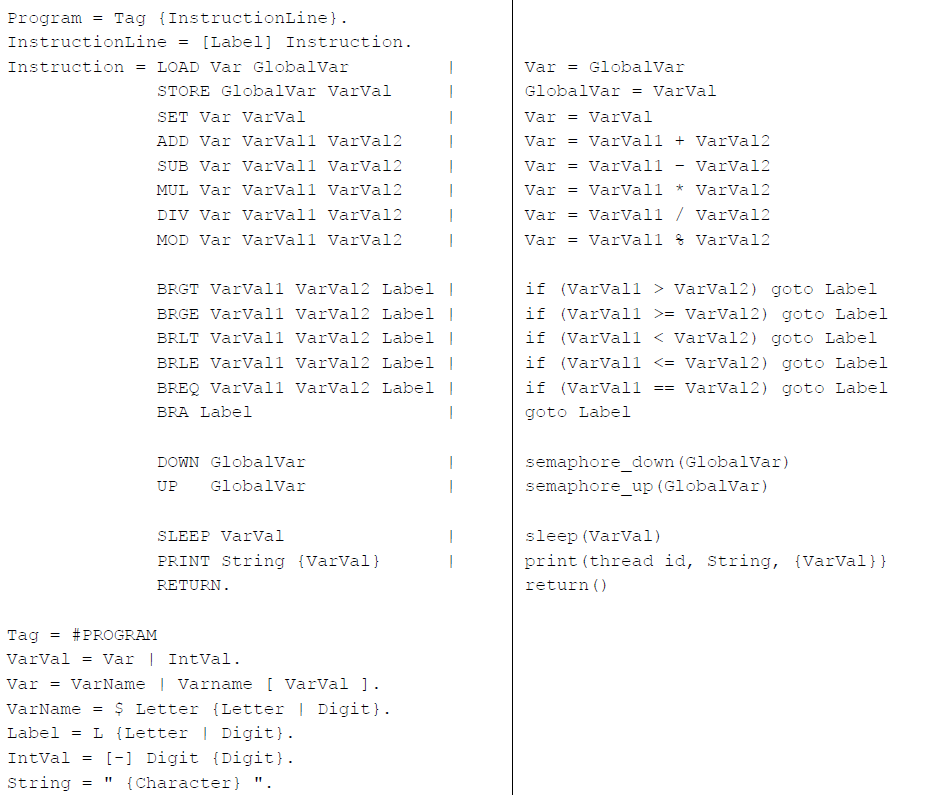 Program = Tag {InstructionLine}.
InstructionLine = [Label] Instruction.
Instruction = LOAD Var GlobalVar | Var = GlobalVar
STORE GlobalVar VarVal | GlobalVar = VarVal
SET Var VarVal | Var = VarVal
ADD Var VarVal1 VarVal2 | Var = VarVal1 + VarVal2
SUB Var VarVal1 VarVal2 | Var = VarVal1 - VarVal2
MUL Var VarVal1 VarVal2 | Var = VarVal1 * VarVal2
DIV Var VarVal1 VarVal2 | Var = VarVal1 / VarVal2
MOD Var VarVal1 VarVal2 | Var = VarVal1 % VarVal2
BRGT VarVal1 VarVal2 Label | if (VarVal1 > VarVal2) goto Label
BRGE VarVal1 VarVal2 Label | if (VarVal1 >= VarVal2) goto Label
BRLT VarVal1 VarVal2 Label | if (VarVal1 < VarVal2) goto Label
BRLE VarVal1 VarVal2 Label | if (VarVal1 <= VarVal2) goto Label
BREQ VarVal1 VarVal2 Label | if (VarVal1 == VarVal2) goto Label
BRA Label | goto Label
DOWN GlobalVar | semaphore_down(GlobalVar)
UP GlobalVar | semaphore_up(GlobalVar)
SLEEP VarVal | sleep(VarVal)
PRINT String {VarVal} | print(thread id, String, {VarVal}}
RETURN. return()
Tag = #PROGRAM
VarVal = Var | IntVal.
Var = VarName | Varname [ VarVal ].
VarName = $ Letter {Letter | Digit}.
Label = L {Letter | Digit}.
IntVal = [-] Digit {Digit}.
String = " {Character} ".